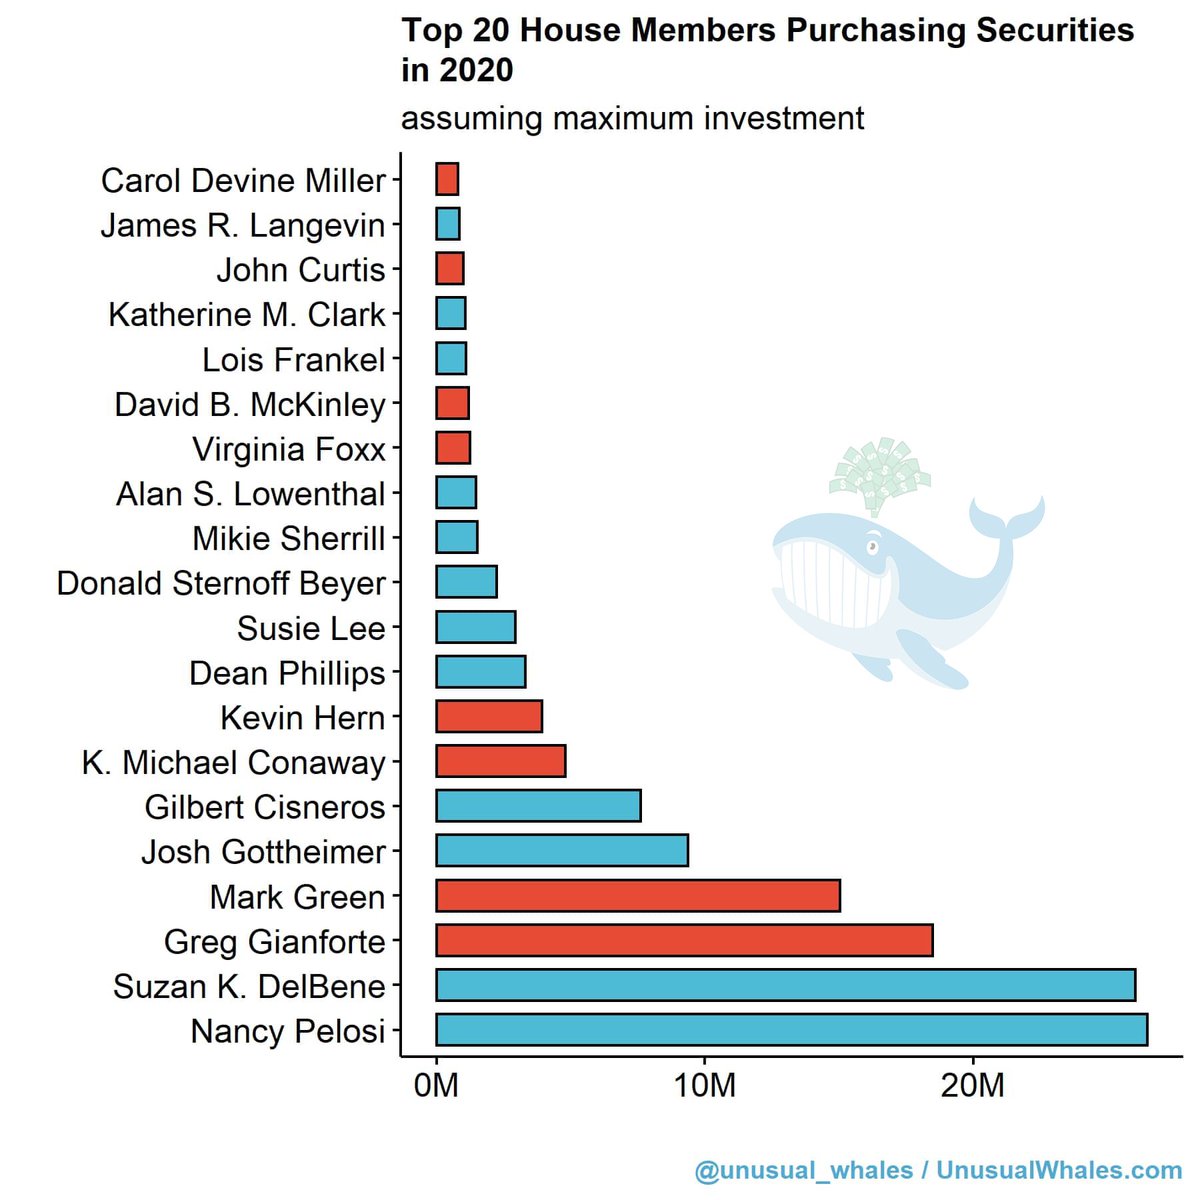 Top 20 House Members Purchasing Securities
in 2020
assuming maximum investment
Carol Devine Miller
James R. Langevin
John Curtis
Katherine M. Clark
Lois Frankel
David B. McKinley
Virginia Foxx
Alan S. Lowenthal
Mikie Sherrill
Donald Sternoff Beyer
Susie Lee
Dean Phillips
Kevin Hern
K. Michael Conaway
Gilbert Cisneros
Josh Gottheimer
Mark Green
Greg Gianforte
Suzan K. DelBene
Nancy Pelosi
0M 10M 20M
@unusual_whales / UnusualWhales.com